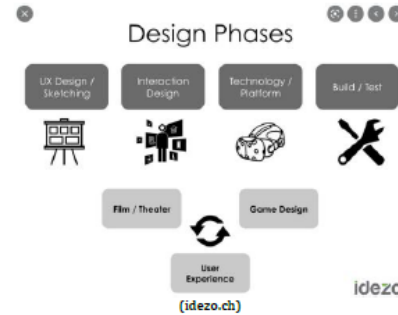 Design Phases
UX Design /
Sketching
Interaction
Design
Technology /
Platform
Build / Test
Film / Theater
Game Design
User
Experience
idezo
(idezo.ch)